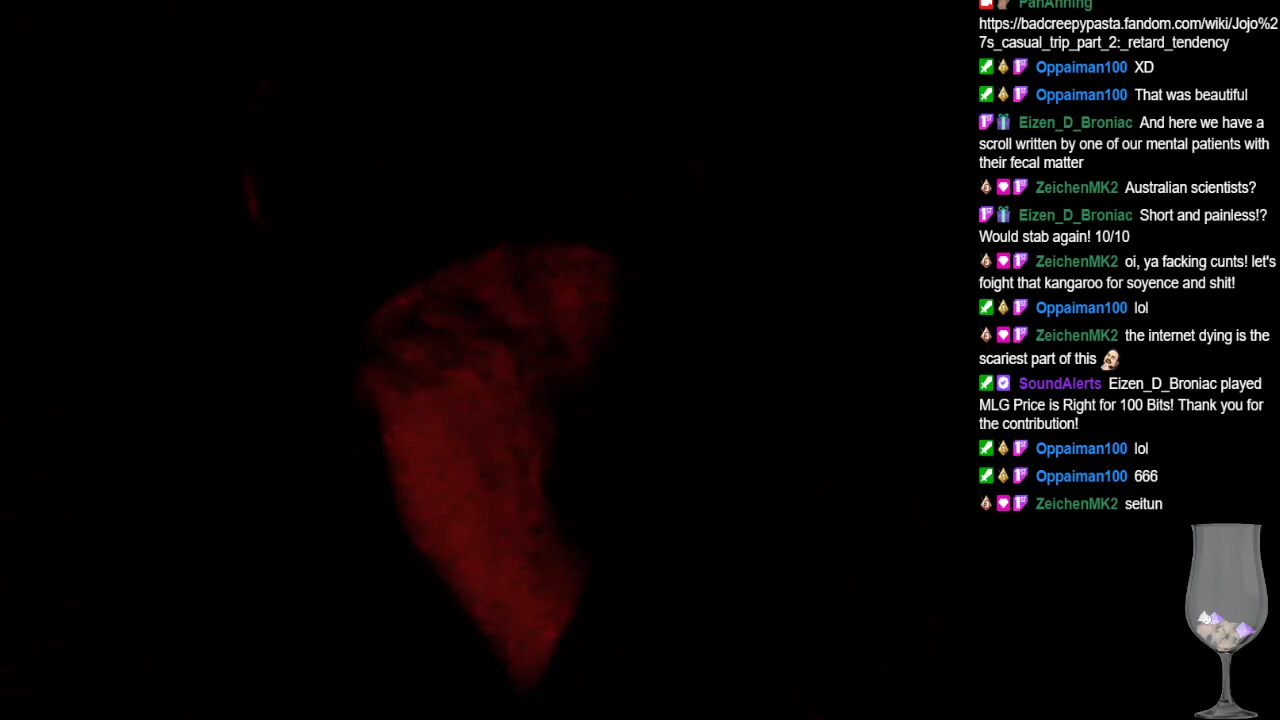 PanAnning
https://badcreepypasta.fandom.com/wiki/Jojo%2
7s_casual_trip_part_2:_retard_tendency
Oppaiman100 XD
Oppaiman100 That was beautiful
Eizen_D_Broniac And here we have a
scroll written by one of our mental patients with
their fecal matter
ZeichenMK2 Australian scientists?
Eizen_D_Broniac Short and painless!?
Would stab again! 10/10
ZeichenMK2 oi, ya facking cunts! let's
foight that kangaroo for soyence and shit!
Oppaiman100 lol
ZeichenMK2 the internet dying is the
scariest part of this
SoundAlerts Eizen_D_Broniac played
MLG Price is Right for 100 Bits! Thank you for
the contribution!
Oppaiman100 lol
Oppaiman100 666
ZeichenMK2 seitun